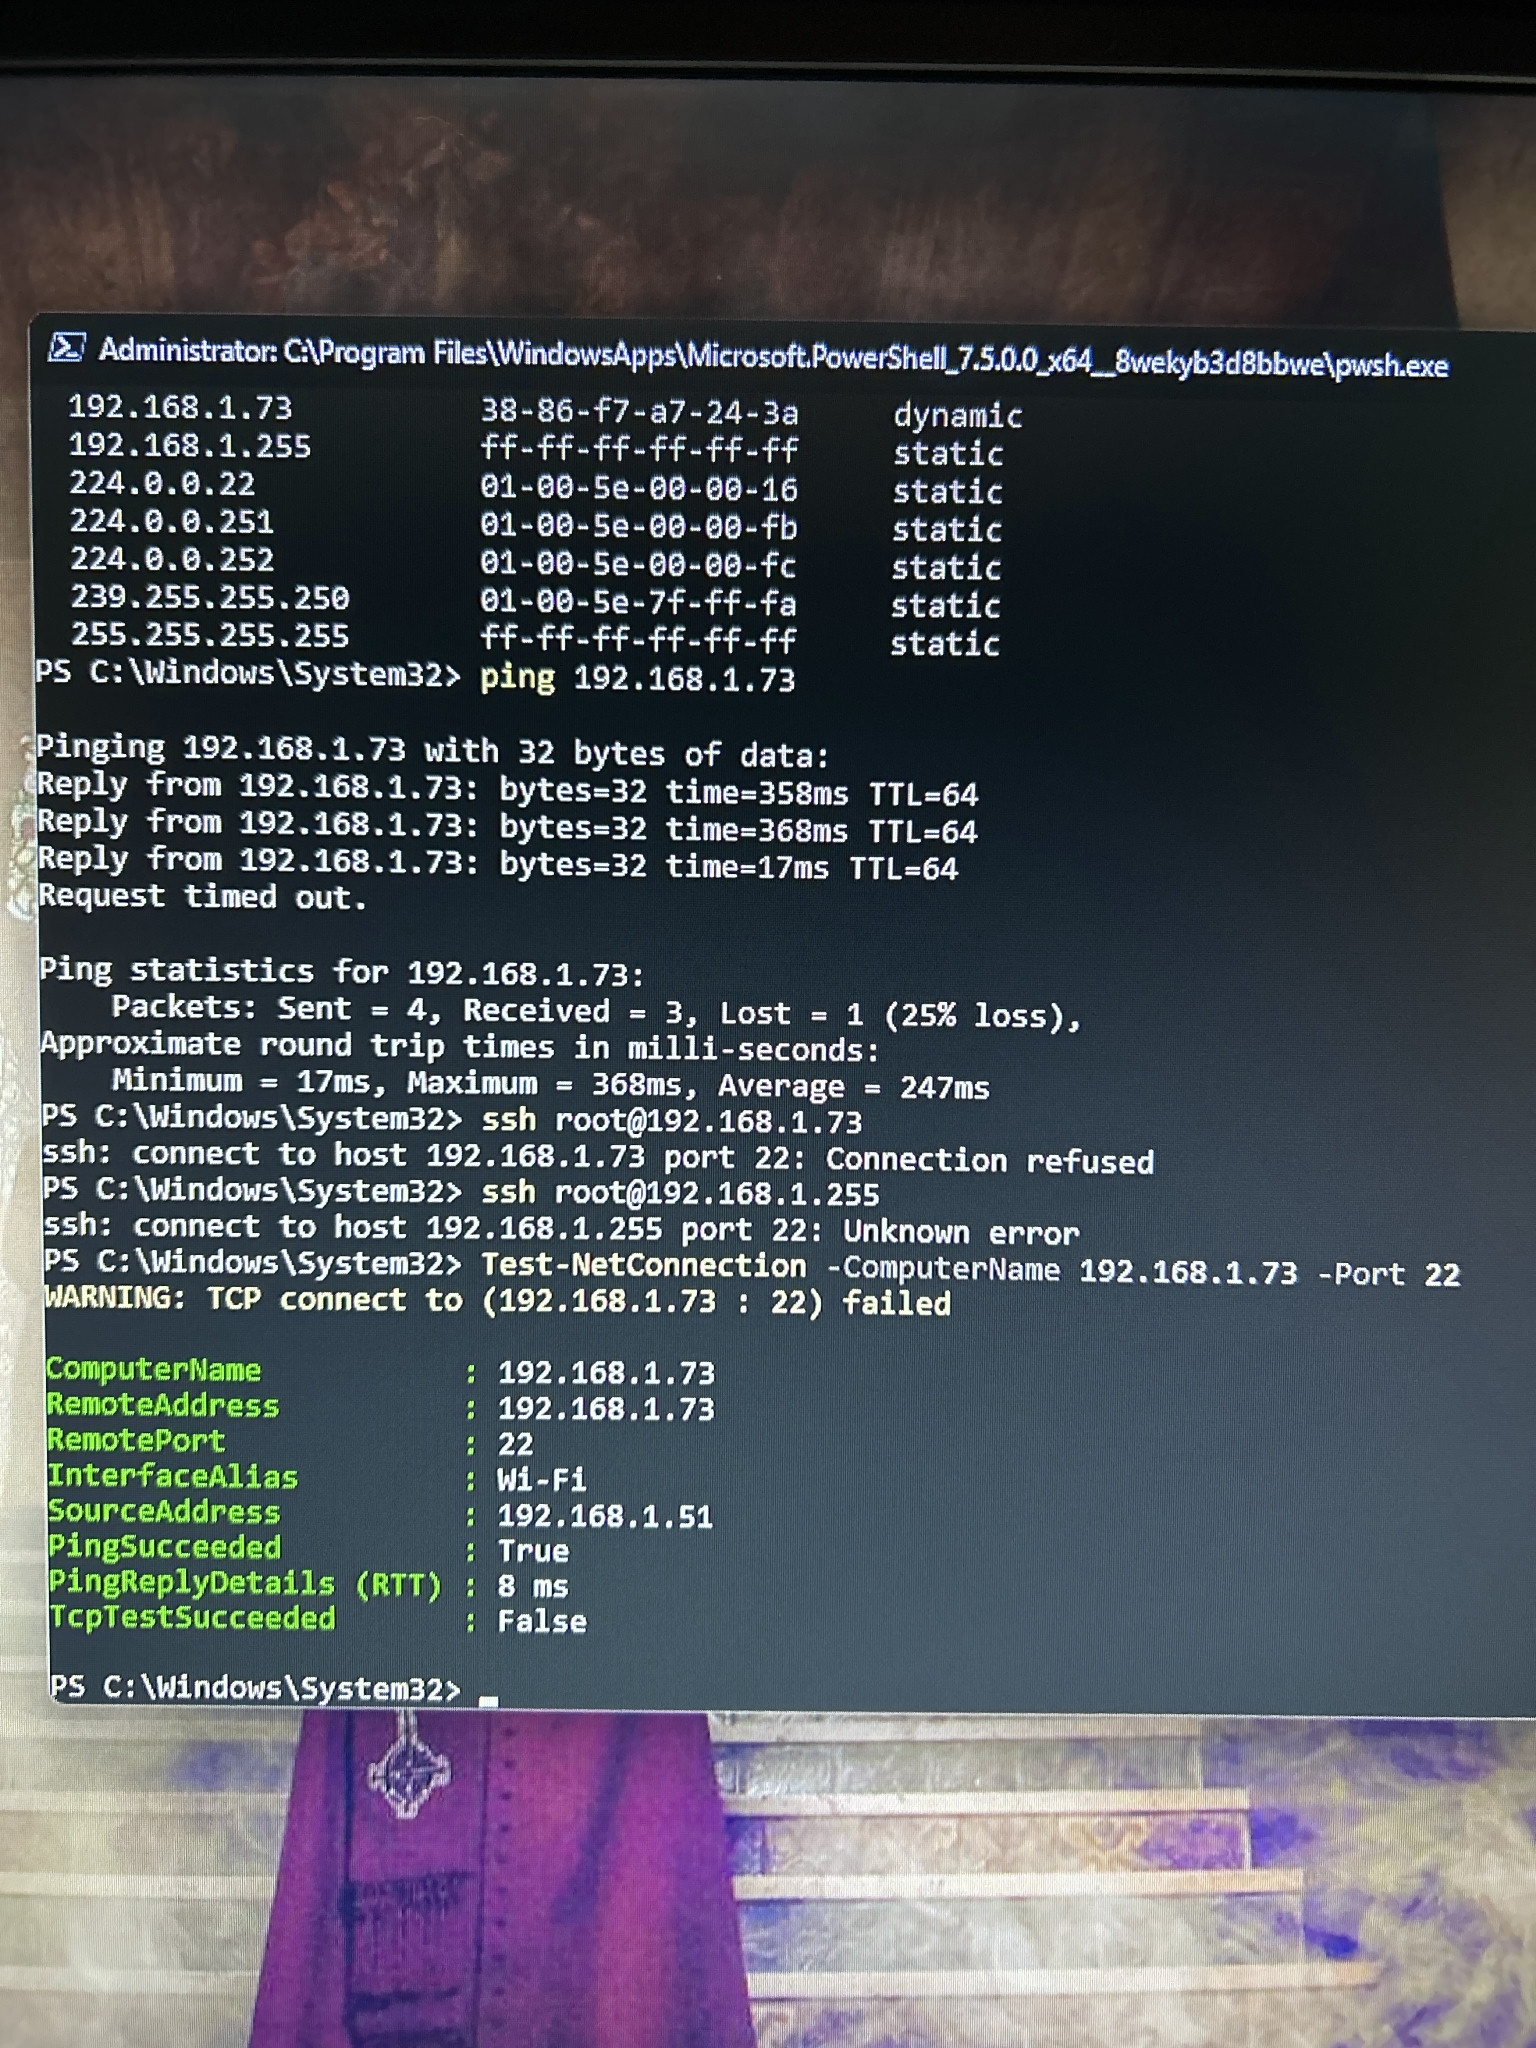 Administrator: C:\Program Files\WindowsApps\Microsoft.PowerShell_7.5.0.0_x64__8wekyb3d8bbwe\pwsh.exe
192.168.1.73 38-86-f7-a7-24-3a dynamic
192.168.1.255 ff-ff-ff-ff-ff-ff static
224.0.0.22 01-00-5e-00-00-16 static
224.0.0.251 01-00-5e-00-00-fb static
224.0.0.252 01-00-5e-00-00-fc static
239.255.255.250 01-00-5e-7f-ff-fa static
255.255.255.255 ff-ff-ff-ff-ff-ff static
PS C:\Windows\System32> ping 192.168.1.73
Pinging 192.168.1.73 with 32 bytes of data:
Reply from 192.168.1.73: bytes=32 time=358ms TTL=64
Reply from 192.168.1.73: bytes=32 time=368ms TTL=64
Reply from 192.168.1.73: bytes=32 time=17ms TTL=64
Request timed out.
Ping statistics for 192.168.1.73:
Packets: Sent = 4, Received = 3, Lost = 1 (25% loss),
Approximate round trip times in milli-seconds:
Minimum = 17ms, Maximum = 368ms, Average = 247ms
PS C:\Windows\System32> ssh root@192.168.1.73
ssh: connect to host 192.168.1.73 port 22: Connection refused
PS C:\Windows\System32> ssh root@192.168.1.255
ssh: connect to host 192.168.1.255 port 22: Unknown error
PS C:\Windows\System32> Test-NetConnection -ComputerName 192.168.1.73 -Port 22
WARNING: TCP connect to (192.168.1.73 : 22) failed
ComputerName : 192.168.1.73
RemoteAddress : 192.168.1.73
RemotePort : 22
InterfaceAlias : Wi-Fi
SourceAddress : 192.168.1.51
PingSucceeded : True
PingReplyDetails (RTT) : 8 ms
TcpTestSucceeded : False
PS C:\Windows\System32>